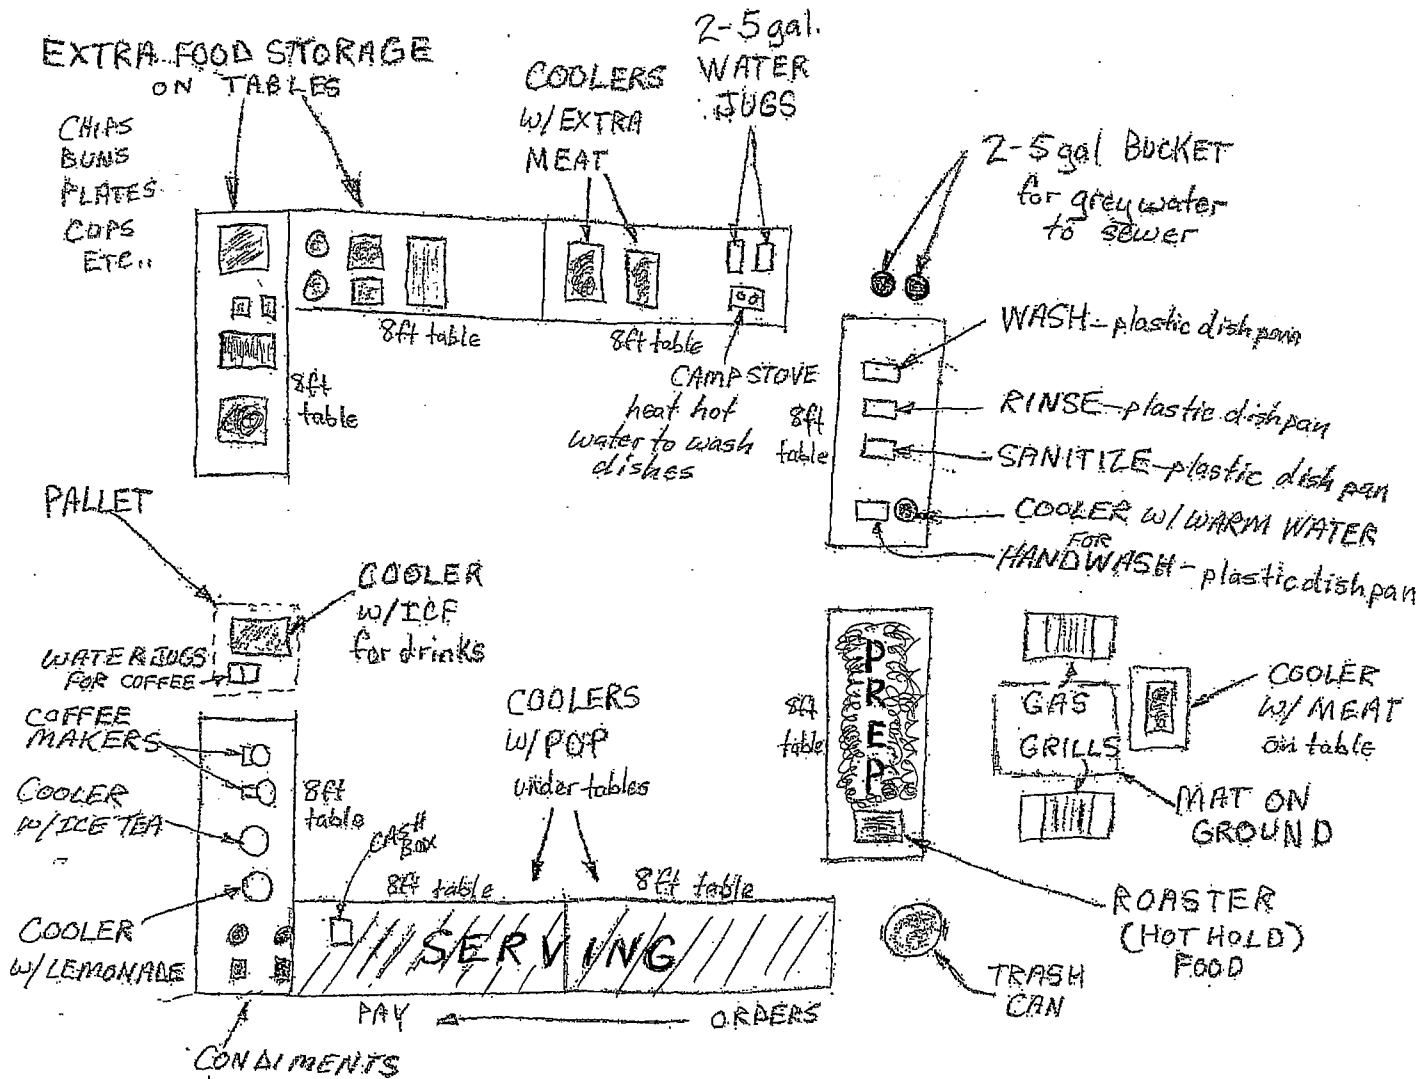 EXTRA FOOD STORAGE
ON TABLES
CHIPS
BUNS
PLATES
CUPS
ETC..
COOLERS
W/EXTRA
MEAT
2-5 gal.
WATER
JUGS
2-5 gal BUCKET
for grey water
to sewer
8ft table
8ft table
8ft
table
CAMP STOVE
heat hot
water to wash
dishes
8ft
table
WASH-plastic dish pan
RINSE-plastic dish pan
SANITIZE-plastic dish pan
COOLER W/WARM WATER
FOR
HANDWASH-plastic dish pan
PALLET
COOLER
W/ICE
for drinks
WATER JUGS
FOR COFFEE
COFFEE
MAKERS
COOLER
W/ICE TEA
COOLER
W/LEMONADE
8ft
table
CASH
BOX
COOLERS
W/POP
under tables
8ft table
8ft table
SERVING
PAY
ORDERS
CONDIMENTS
8ft
table
PREP
GAS
GRILLS
COOLER
W/MEAT
on table
MAT ON
GROUND
ROASTER
(HOT HOLD)
FOOD
TRASH
CAN